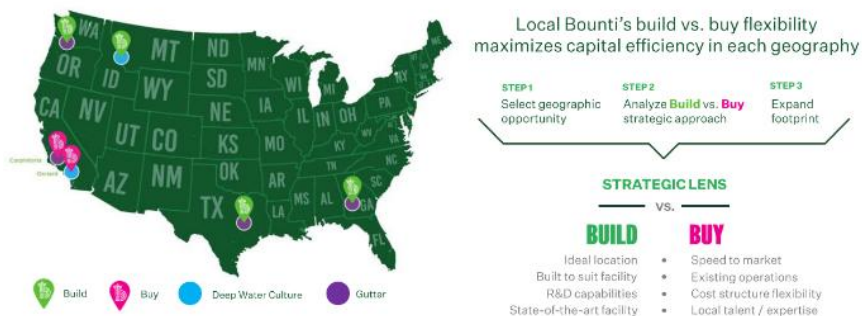 WA
MT
ND
MN
OR
ID
SD
WI
MI
NY
WY
CA
NV
NE
IA
PA
UT
CO
IL
IN
OH
KS
MO
KY
VA
AZ
NM
OK
AR
TN
NC
SC
TX
LA
MS
AL
GA
FL
Carpinteria
Oxnard
Build
Buy
Deep Water Culture
Guttar
Local Bounti's build vs. buy flexibility
maximizes capital efficiency in each geography
STEP 1
Select geographic
opportunity
STEP 2
Analyze Build vs. Buy
strategic approach
STEP 3
Expand
footprint
STRATEGIC LENS
vs.
BUILD
BUY
Ideal location • Speed to market
Built to suit facility • Existing operations
R&D capabilities • Cost structure flexibility
State-of-the-art facility • Local talent / expertise